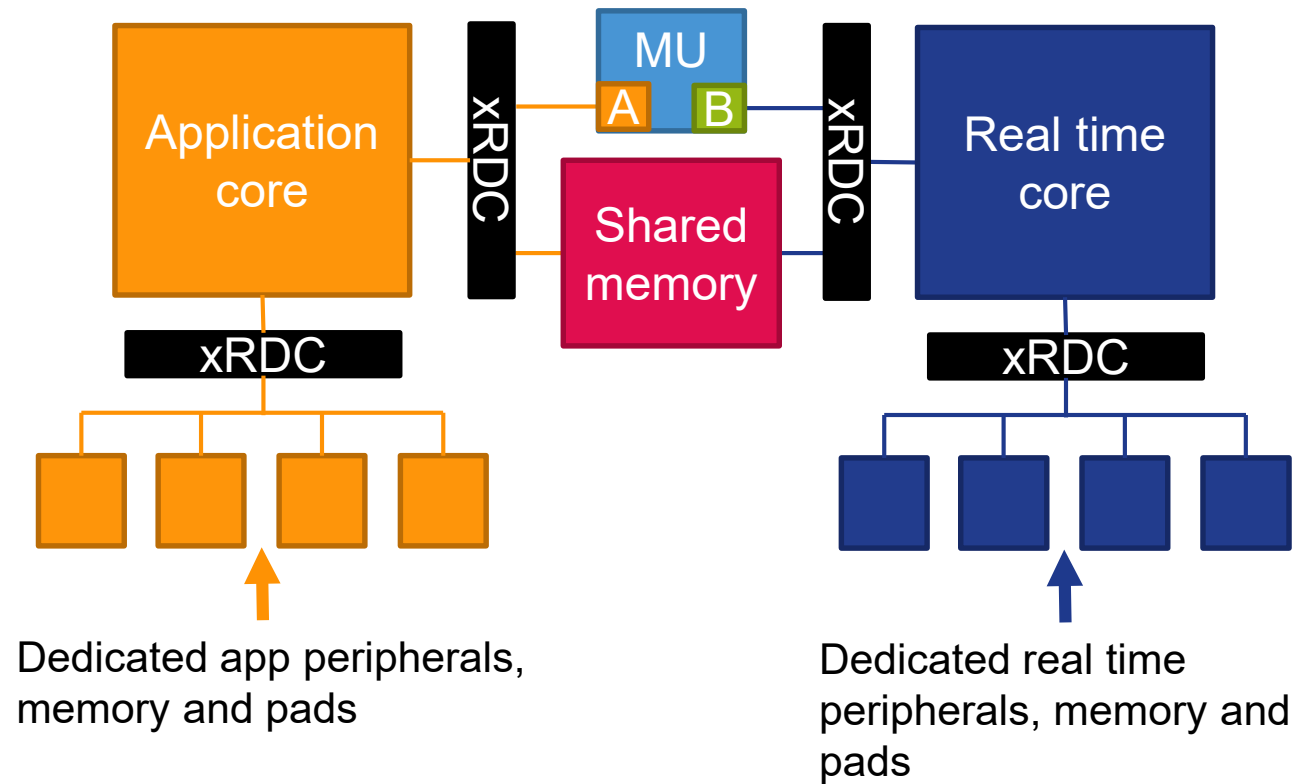 Application
core
xRDC
MU
A
B
Shared
memory
xRDC
Real time
core
xRDC
xRDC
Dedicated app peripherals,
memory and pads
Dedicated real time
peripherals, memory and
pads